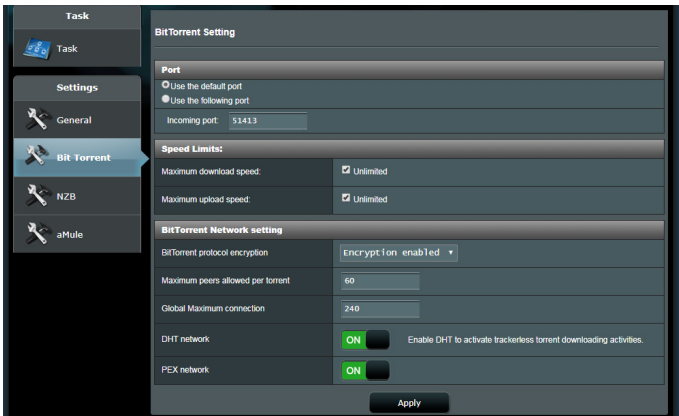 Task
Task
Settings
General
Bit Torrent
NZB
aMule
BitTorrent Setting
Port
Use the default port
Use the following port
Incoming port: 51413
Speed Limits:
Maximum download speed: Unlimited
Maximum upload speed: Unlimited
BitTorrent Network setting
BitTorrent protocol encryption Encryption enabled
Maximum peers allowed per torrent 60
Global Maximum connection 240
DHT network ON Enable DHT to activate trackerless torrent downloading activities.
PEX network ON
Apply